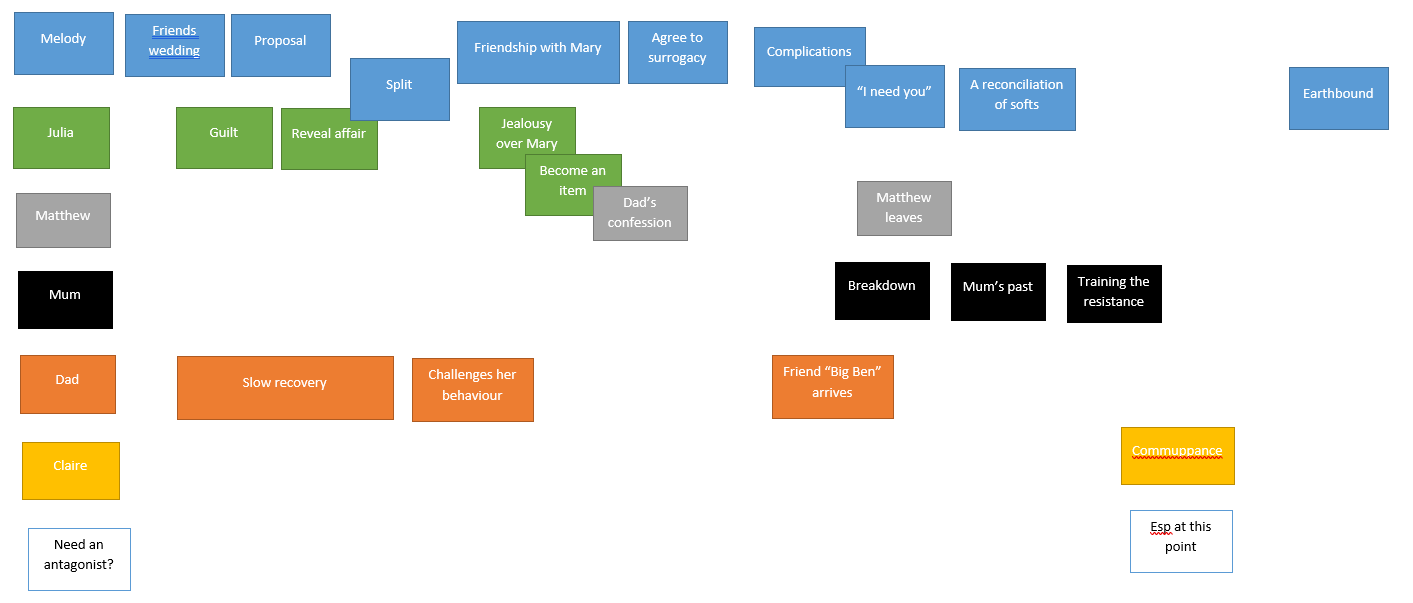 Melody
Friends
wedding
Proposal
Split
Friendship with Mary
Agree to
surrogacy
Complications
“I need you”
A reconciliation
of softs
Earthbound
Julia
Guilt
Reveal affair
Jealousy
over Mary
Become an
item
Dad’s
confession
Matthew
Matthew
leaves
Mum
Breakdown
Mum’s past
Training the
resistance
Dad
Slow recovery
Challenges her
behaviour
Friend “Big Ben”
arrives
Claire
Commuppance
Need an
antagonist?
Esp at this
point